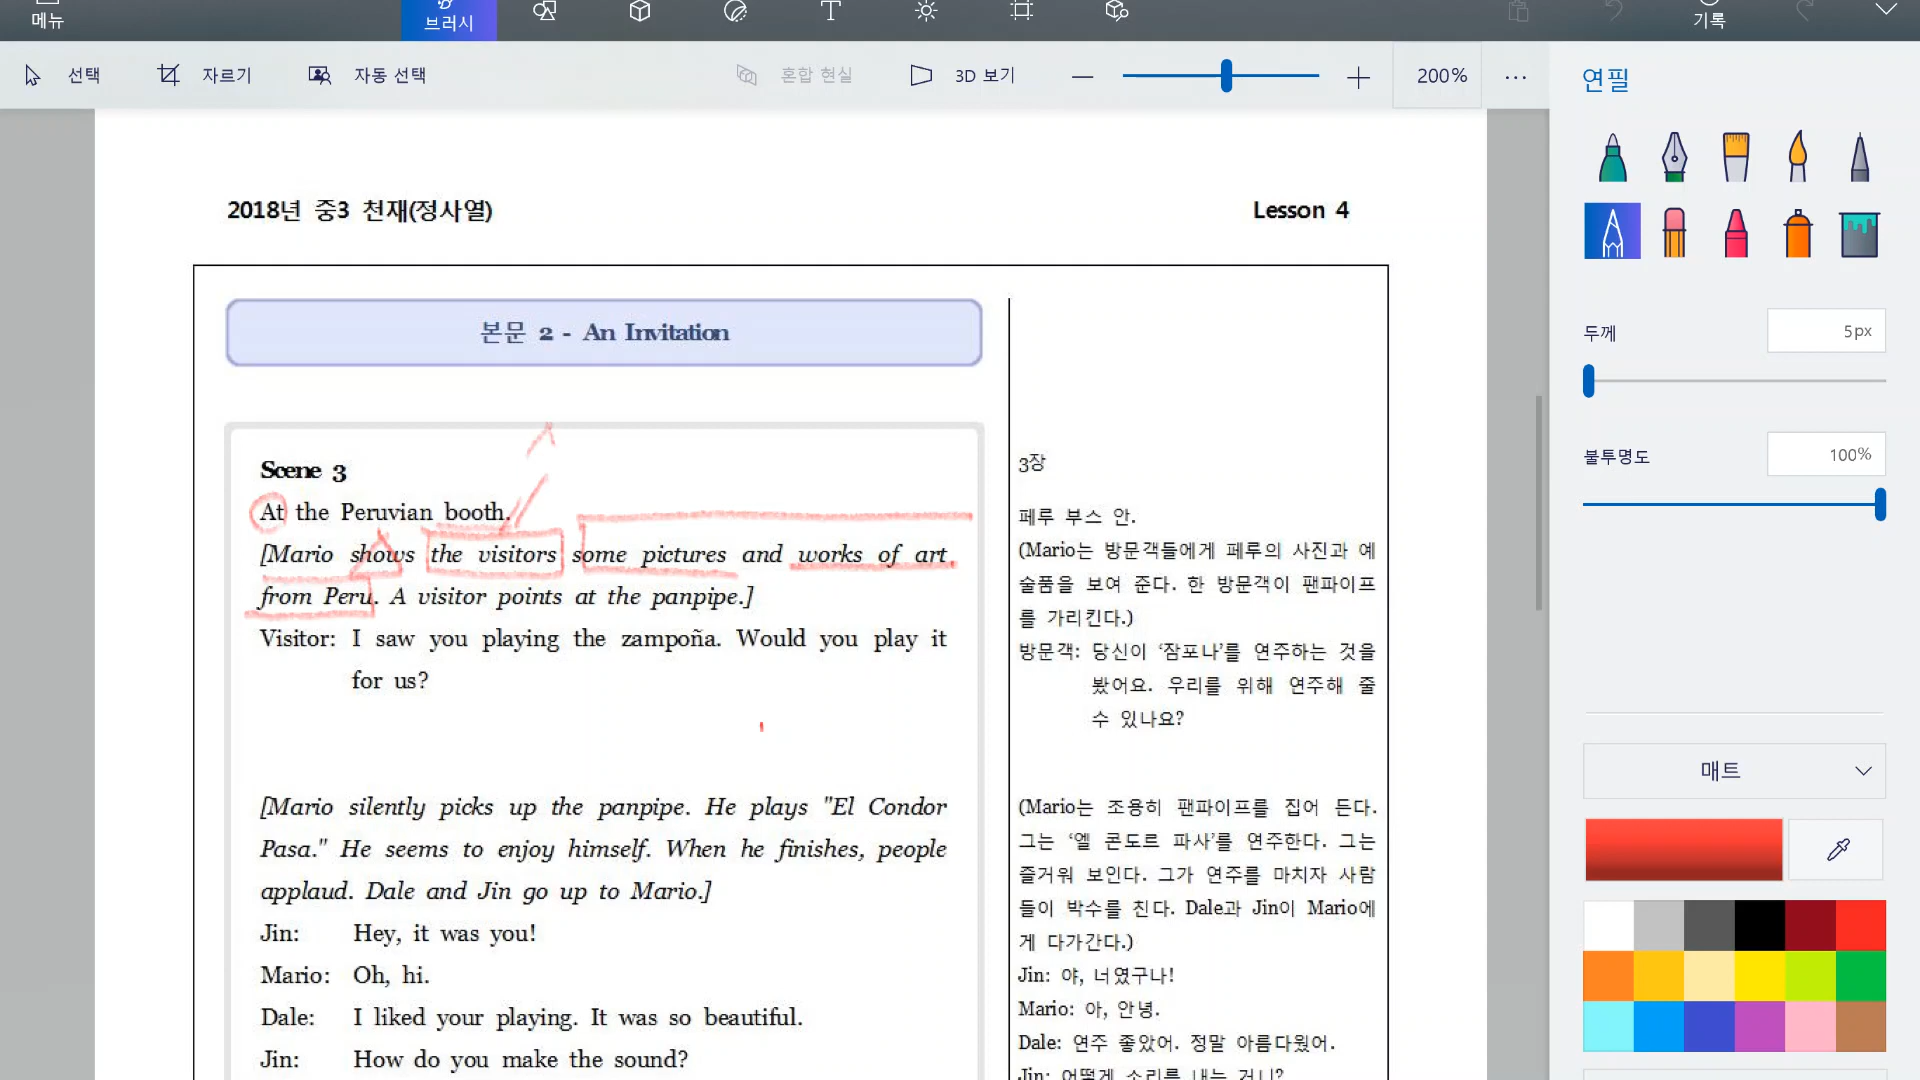 메뉴
브러시
기록
선택
자르기
자동 선택
혼합 현실
3D 보기
200%
연필
두께
5px
불투명도
100%
매트
2018년 중3 천재(정사열)
Lesson 4
본문 2 - An Invitation
Scene 3
At the Peruvian booth.
[Mario shows the visitors some pictures and works of art
from Peru. A visitor points at the panpipe.]
Visitor: I saw you playing the zampoña. Would you play it
for us?
[Mario silently picks up the panpipe. He plays "El Condor
Pasa." He seems to enjoy himself. When he finishes, people
applaud. Dale and Jin go up to Mario.]
Jin: Hey, it was you!
Mario: Oh, hi.
Dale: I liked your playing. It was so beautiful.
Jin: How do you make the sound?
3장
페루 부스 안.
(Mario는 방문객들에게 페루의 사진과 예
술품을 보여 준다. 한 방문객이 팬파이프
를 가리킨다.)
방문객: 당신이 ‘잠포나’를 연주하는 것을
봤어요. 우리를 위해 연주해 줄
수 있나요?
(Mario는 조용히 팬파이프를 집어 든다.
그는 ‘엘 콘도르 파사’를 연주한다. 그는
즐거워 보인다. 그가 연주를 마치자 사람
들이 박수를 친다. Dale과 Jin이 Mario에
게 다가간다.)
Jin: 야, 너였구나!
Mario: 아, 안녕.
Dale: 연주 좋았어. 정말 아름다웠어.
Jin: 어떻게 소리를 내는 거니?